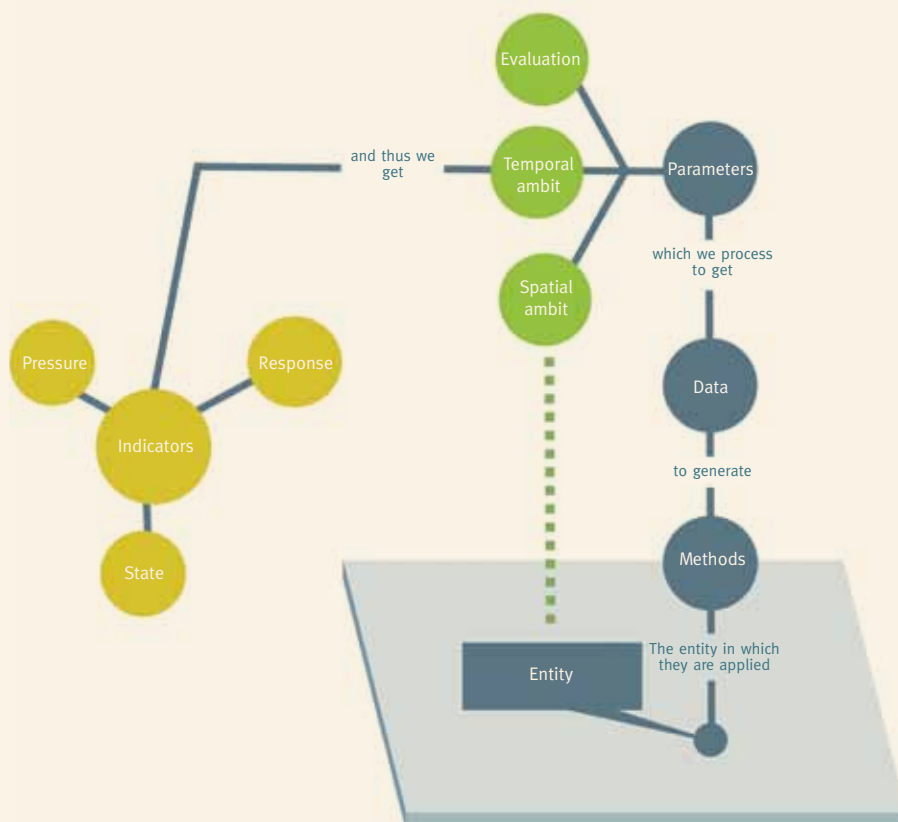 Evaluation
and thus we
get
Temporal
ambit
Parameters
which we process
to get
Spatial
ambit
Pressure
Response
Data
Indicators
to generate
State
Methods
The entity in which
they are applied
Entity